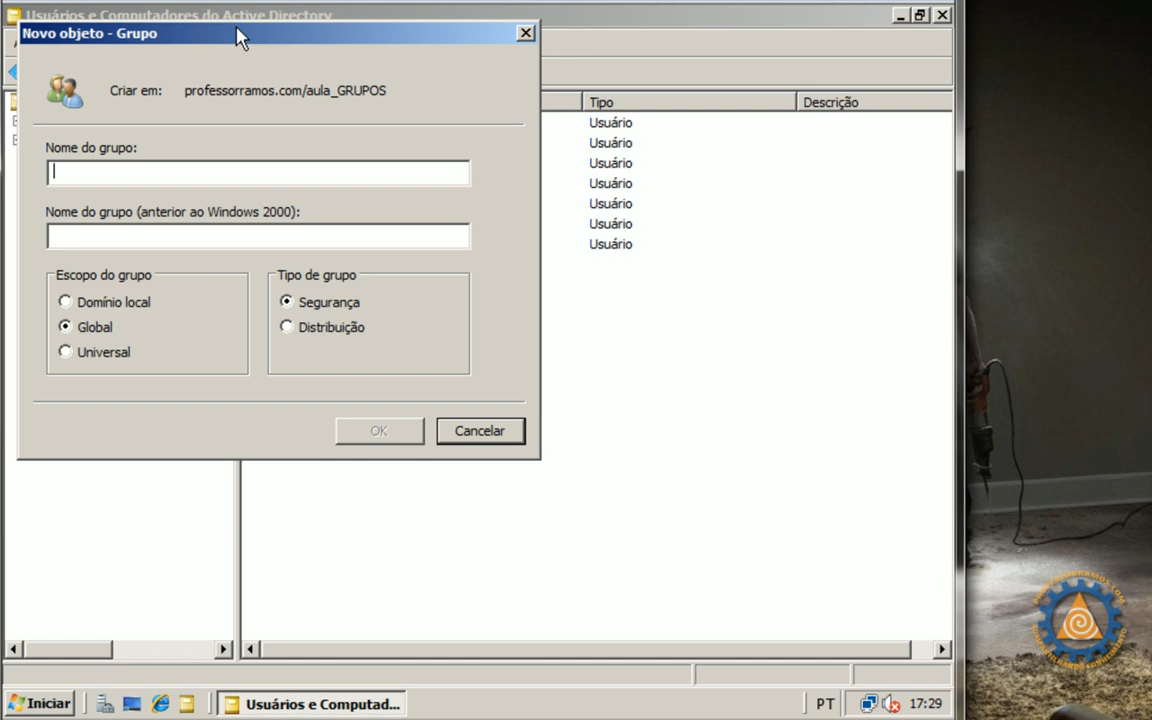 Usuários e Computadores do Active Directory
Novo objeto - Grupo
Criar em: professorramos.com/aula_GRUPOS
Nome do grupo:
Nome do grupo (anterior ao Windows 2000):
Escopo do grupo
Domínio local
Global
Universal
Tipo de grupo
Segurança
Distribuição
OK
Cancelar
Tipo
Descrição
Usuário
Usuário
Usuário
Usuário
Usuário
Usuário
Usuário
Iniciar
Usuários e Computad...
PT
17:29